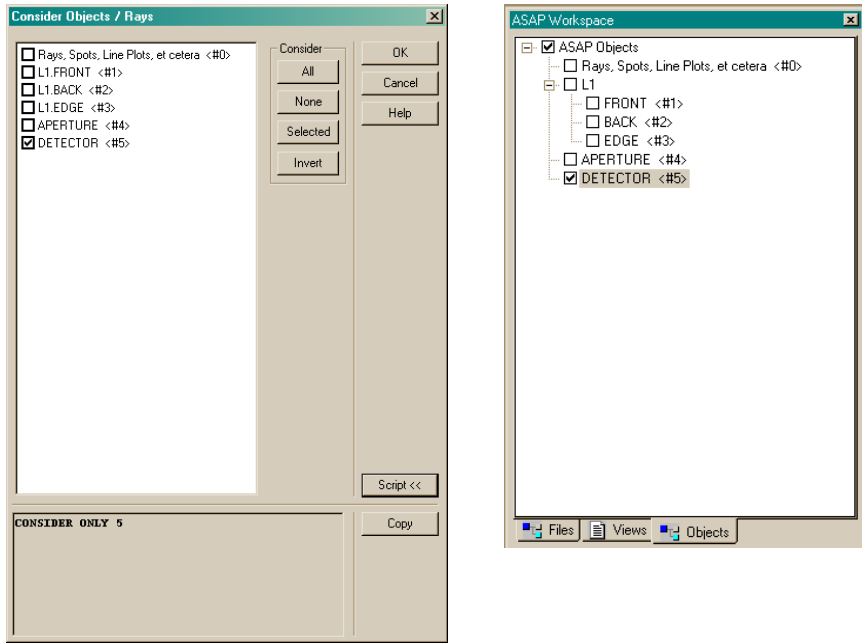 Consider Objects / Rays
Rays, Spots, Line Plots, et cetera <#0>
L1.FRONT <#1>
L1.BACK <#2>
L1.EDGE <#3>
APERTURE <#4>
DETECTOR <#5>
Consider
All
None
Selected
Invert
OK
Cancel
Help
Script <<
CONSIDER ONLY 5
Copy
ASAP Workspace
ASAP Objects
Rays, Spots, Line Plots, et cetera <#0>
L1
FRONT <#1>
BACK <#2>
EDGE <#3>
APERTURE <#4>
DETECTOR <#5>
Files Views Objects